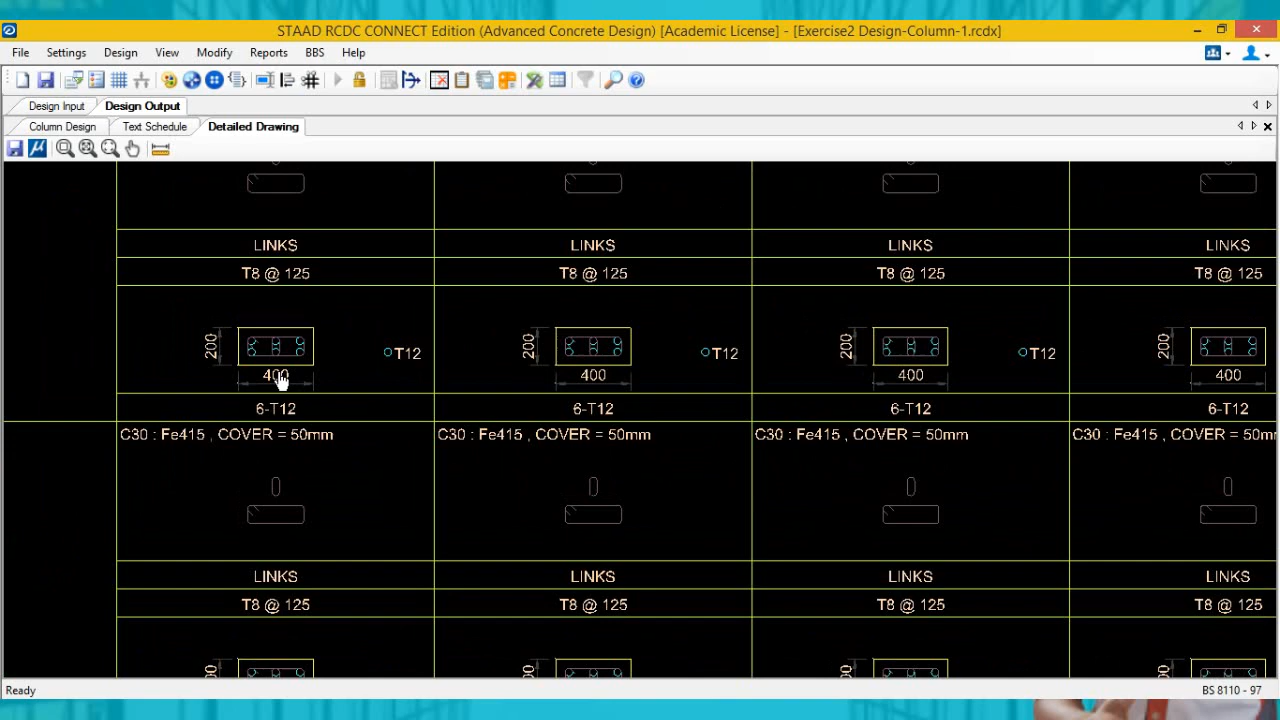 STAAD RCDC CONNECT Edition (Advanced Concrete Design) [Academic License] - [Exercise2 Design-Column-1.rcdx]
File Settings Design View Modify Reports BBS Help
Design Input Design Output
Column Design Text Schedule Detailed Drawing
LINKS LINKS LINKS LINKS
T8 @ 125 T8 @ 125 T8 @ 125 T8 @ 125
200 T12 200 T12 200 T12 200
400 400 400 400
6-T12 6-T12 6-T12 6-T12
C30 : Fe415 , COVER = 50mm C30 : Fe415 , COVER = 50mm C30 : Fe415 , COVER = 50mm C30 : Fe415 , COVER = 50m
LINKS LINKS LINKS LINKS
T8 @ 125 T8 @ 125 T8 @ 125 T8 @ 125
Ready BS 8110 - 97